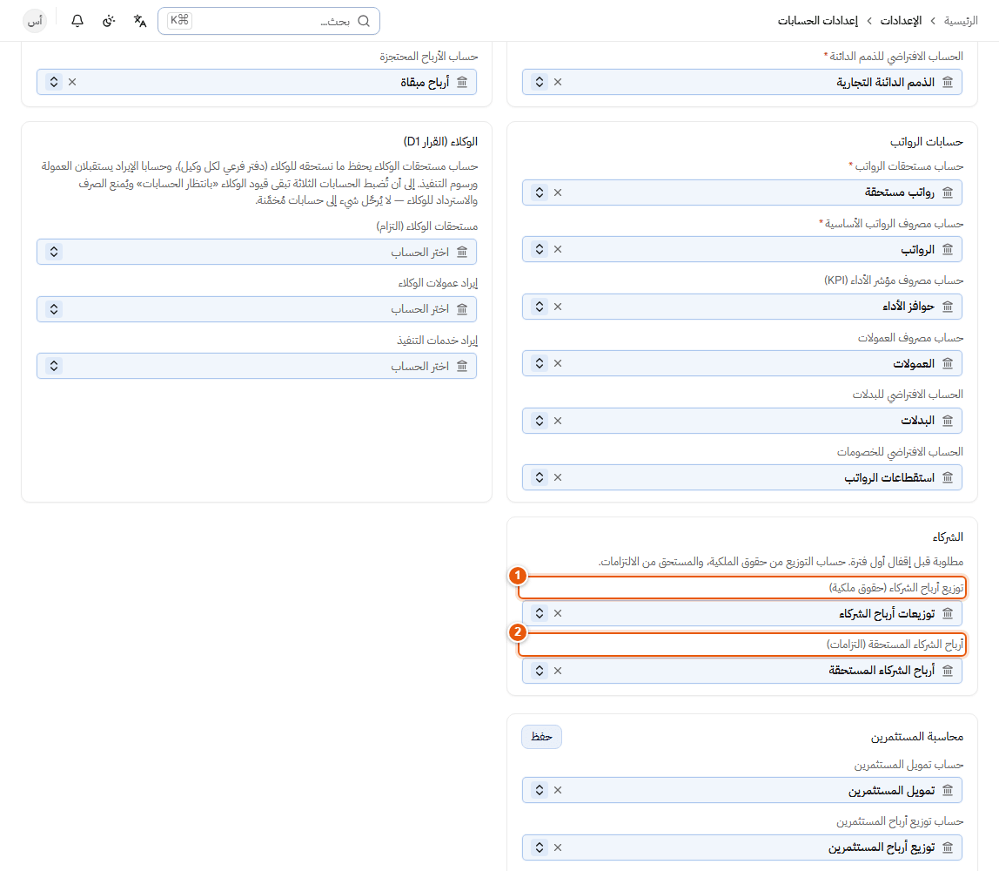 الرئيسية > الإعدادات > إعدادات الحسابات
بحث... ⌘K
أس
الحساب الافتراضي للذمم الدائنة *
الذمم الدائنة التجارية
حساب الأرباح المحتجزة
أرباح مبقاة
حسابات الرواتب
حساب مستحقات الرواتب *
رواتب مستحقة
حساب مصروف الرواتب الأساسية *
الرواتب
حساب مصروف مؤشر الأداء (KPI)
حوافز الأداء
حساب مصروف العمولات
العمولات
الحساب الافتراضي للبدلات
البدلات
الحساب الافتراضي للخصومات
استقطاعات الرواتب
الوكلاء (القرار D1)
حساب مستحقات الوكلاء يحفظ ما نستحقه للوكلاء (دفتر فرعي لكل وكيل)، وحسابا الإيراد يستقبلان العمولة
ورسوم التنفيذ. إلى أن تُضبط الحسابات الثلاثة تبقى قيود الوكلاء «بانتظار الحسابات» ويُمنع الصرف
والاسترداد للوكلاء — لا يُرحَّل شيء إلى حسابات مُخمَّنة.
مستحقات الوكلاء (التزام)
اختر الحساب
إيراد عمولات الوكلاء
اختر الحساب
إيراد خدمات التنفيذ
اختر الحساب
الشركاء
مطلوبة قبل إقفال أول فترة. حساب التوزيع من حقوق الملكية، والمستحق من الالتزامات.
1
توزيع أرباح الشركاء (حقوق ملكية)
توزيعات أرباح الشركاء
2
أرباح الشركاء المستحقة (التزامات)
أرباح الشركاء المستحقة
محاسبة المستثمرين
حفظ
حساب تمويل المستثمرين
تمويل المستثمرين
حساب توزيع أرباح المستثمرين
توزيع أرباح المستثمرين